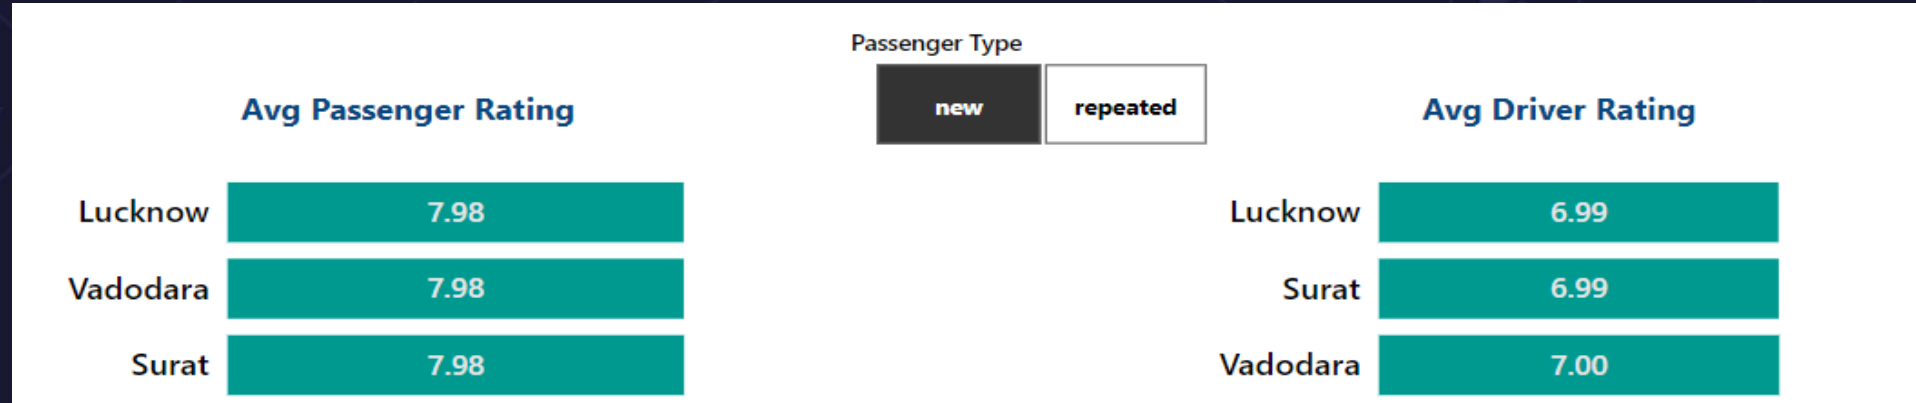 Passenger Type
new repeated
Avg Passenger Rating
Lucknow 7.98
Vadodara 7.98
Surat 7.98
Avg Driver Rating
Lucknow 6.99
Surat 6.99
Vadodara 7.00